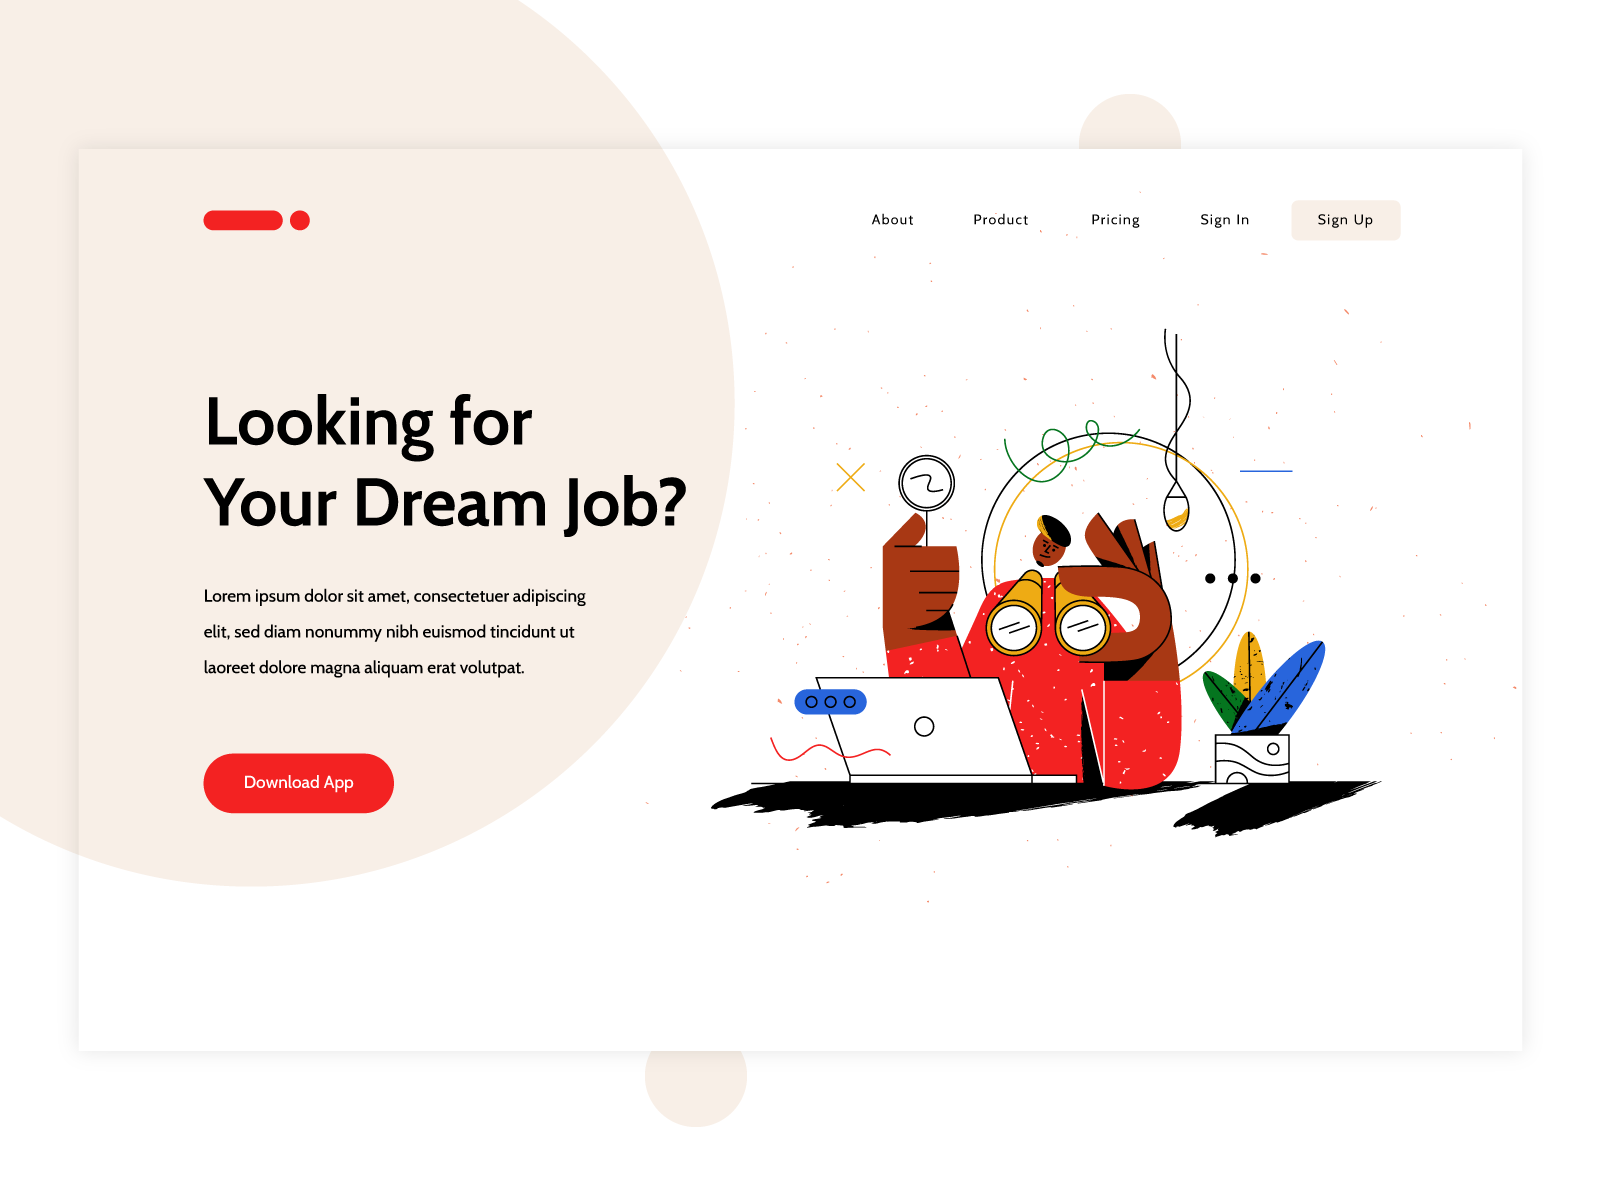 About Product Pricing Sign In Sign Up
Looking for
Your Dream Job?
Lorem ipsum dolor sit amet, consectetuer adipiscing
elit, sed diam nonummy nibh euismod tincidunt ut
laoreet dolore magna aliquam erat volutpat.
Download App